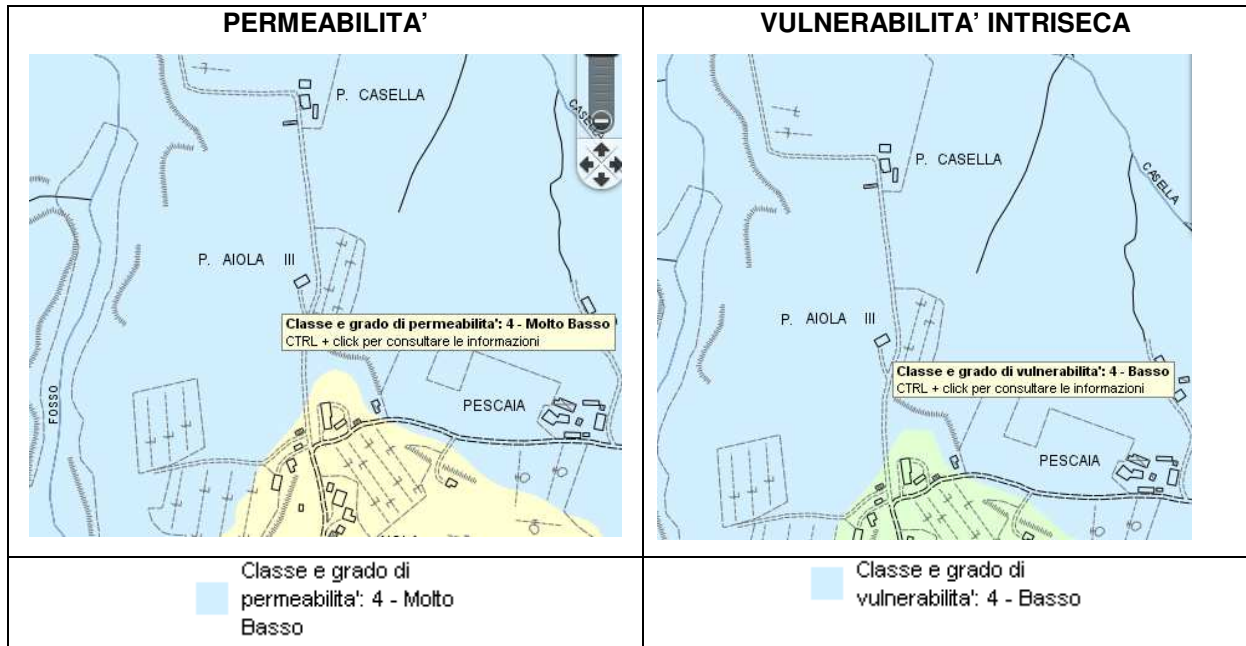 PERMEABILITA’
VULNERABILITA’ INTRISECA
P. CASELLA
CASELLA
P. AIOLA III
Classe e grado di permeabilita': 4 - Molto Basso
CTRL + click per consultare le informazioni
FOSSO
PESCAIA
P. CASELLA
CASELLA
P. AIOLA III
Classe e grado di vulnerabilita': 4 - Basso
CTRL + click per consultare le informazioni
PESCAIA
Classe e grado di
permeabilita': 4 - Molto
Basso
Classe e grado di
vulnerabilita': 4 - Basso